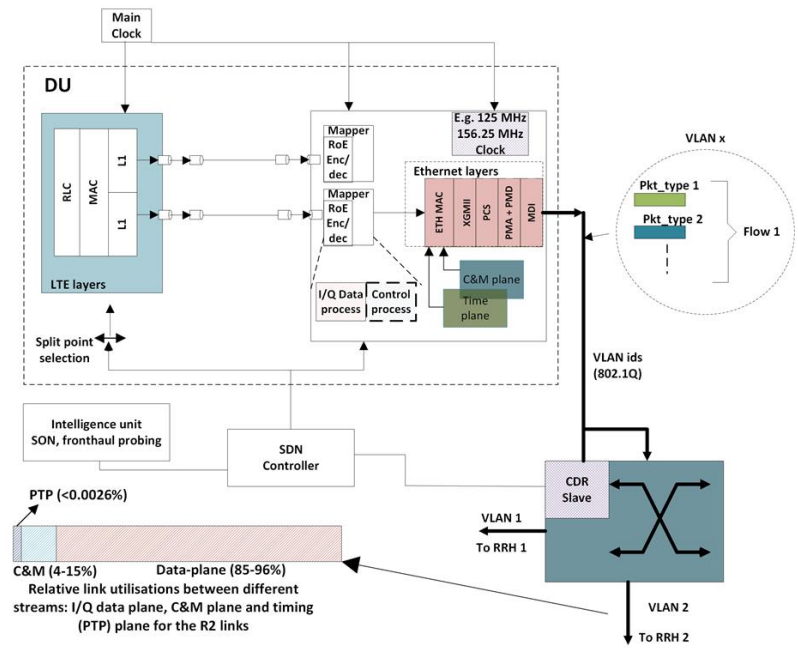 Main
Clock
DU
E.g. 125 MHz
156.25 MHz
Clock
VLAN x
Mapper
RoE
Enc/
dec
Mapper
RoE
Enc/
dec
Ethernet layers
ETH MAC
XGMII
PCS
PMA + PMD
MDI
RLC
MAC
L1
L1
LTE layers
Pkt_type 1
Pkt_type 2
Flow 1
C&M plane
Time
plane
I/Q Data
process
Control
process
Split point
selection
VLAN ids
(802.1Q)
Intelligence unit
SON, fronthaul probing
SDN
Controller
CDR
Slave
PTP (<0.0026%)
VLAN 1
To RRH 1
C&M (4-15%)
Data-plane (85-96%)
Relative link utilisations between different
streams: I/Q data plane, C&M plane and timing
(PTP) plane for the R2 links
VLAN 2
To RRH 2